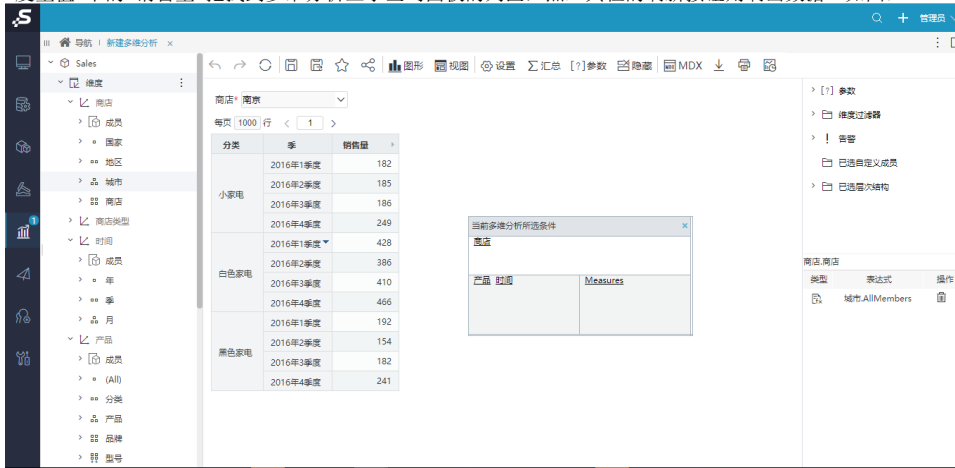 管理员
导航 新建多维分析 ×
Sales
图形 视图 设置 汇总 [?]参数 隐藏 MDX
维度
商店
成员
国家
地区
城市
商店
商店类型
时间
成员
年
季
月
产品
成员
(All)
分类
产品
品牌
型号
商店* 南京
每页 1000 行 < 1 >
分类 季 销售量
小家电
2016年1季度 182
2016年2季度 185
2016年3季度 186
2016年4季度 249
白色家电
2016年1季度 428
2016年2季度 386
2016年3季度 410
2016年4季度 466
黑色家电
2016年1季度 192
2016年2季度 154
2016年3季度 182
2016年4季度 241
当前多维分析所选条件 ×
商店
产品 时间 Measures
[?] 参数
维度过滤器
! 告警
已选自定义成员
已选层次结构
商店.商店
类型 表达式 操作
城市.AllMembers
1